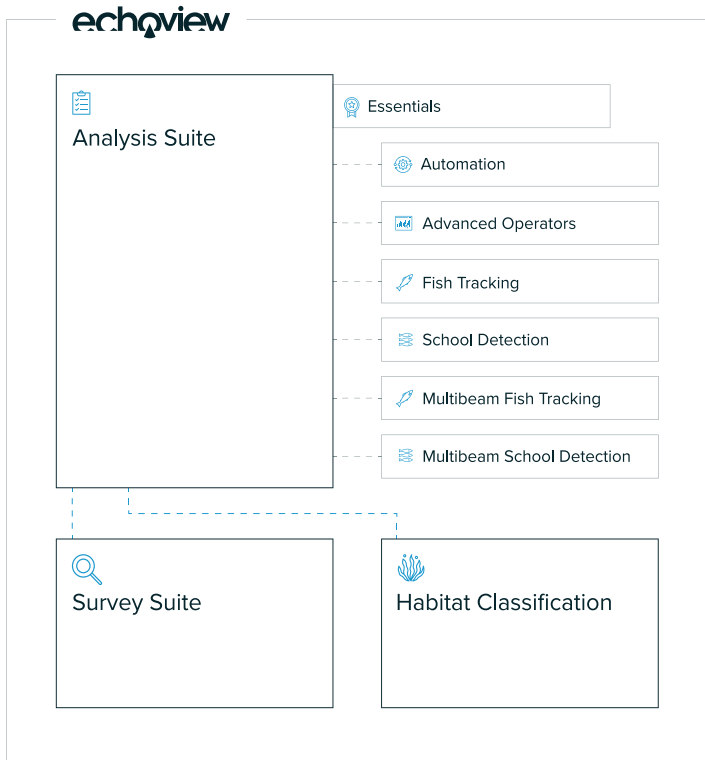 echoview
Analysis Suite
Essentials
Automation
Advanced Operators
Fish Tracking
School Detection
Multibeam Fish Tracking
Multibeam School Detection
Survey Suite
Habitat Classification